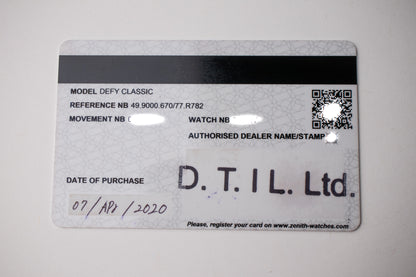 MODEL DEFY CLASSIC
REFERENCE NB 49.9000.670/77.R782
MOVEMENT NB
WATCH NB
AUTHORISED DEALER NAME/STAMP
D. T. I L. Ltd.
DATE OF PURCHASE
07/Apr/2020
Please, register your card on www.zenith-watches.com